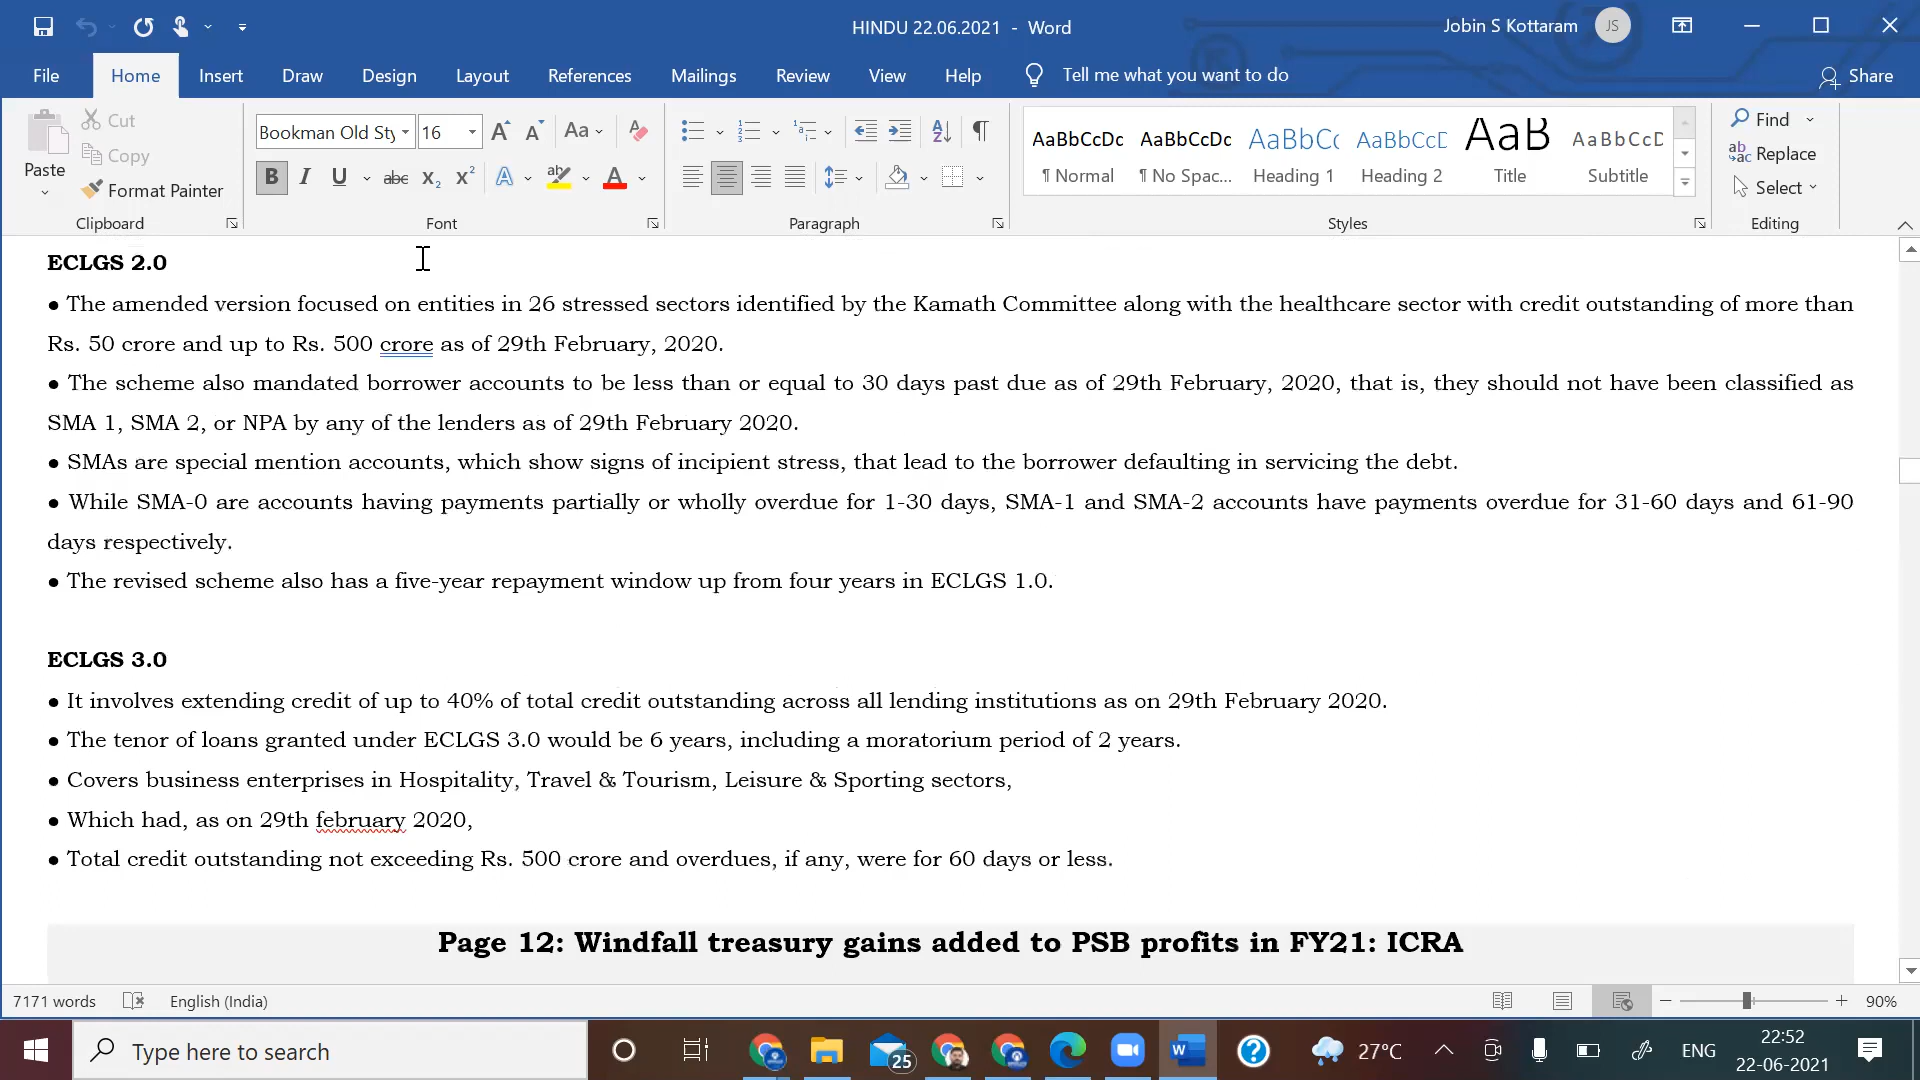 HINDU 22.06.2021 - Word
Jobin S Kottaram
JS
File Home Insert Draw Design Layout References Mailings Review View Help Tell me what you want to do Share
Paste
Cut
Copy
Format Painter
Clipboard
Bookman Old Sty 16
Font
Paragraph
AaBbCcDc AaBbCcDc AaBbCc AaBbCcD AaB AaBbCcD
¶ Normal ¶ No Spac... Heading 1 Heading 2 Title Subtitle
Styles
Find
Replace
Select
Editing
ECLGS 2.0
● The amended version focused on entities in 26 stressed sectors identified by the Kamath Committee along with the healthcare sector with credit outstanding of more than
Rs. 50 crore and up to Rs. 500 crore as of 29th February, 2020.
● The scheme also mandated borrower accounts to be less than or equal to 30 days past due as of 29th February, 2020, that is, they should not have been classified as
SMA 1, SMA 2, or NPA by any of the lenders as of 29th February 2020.
● SMAs are special mention accounts, which show signs of incipient stress, that lead to the borrower defaulting in servicing the debt.
● While SMA-0 are accounts having payments partially or wholly overdue for 1-30 days, SMA-1 and SMA-2 accounts have payments overdue for 31-60 days and 61-90
days respectively.
● The revised scheme also has a five-year repayment window up from four years in ECLGS 1.0.
ECLGS 3.0
● It involves extending credit of up to 40% of total credit outstanding across all lending institutions as on 29th February 2020.
● The tenor of loans granted under ECLGS 3.0 would be 6 years, including a moratorium period of 2 years.
● Covers business enterprises in Hospitality, Travel & Tourism, Leisure & Sporting sectors,
● Which had, as on 29th february 2020,
● Total credit outstanding not exceeding Rs. 500 crore and overdues, if any, were for 60 days or less.
Page 12: Windfall treasury gains added to PSB profits in FY21: ICRA
7171 words English (India) 90%
Type here to search
25
27°C
ENG
22:52
22-06-2021